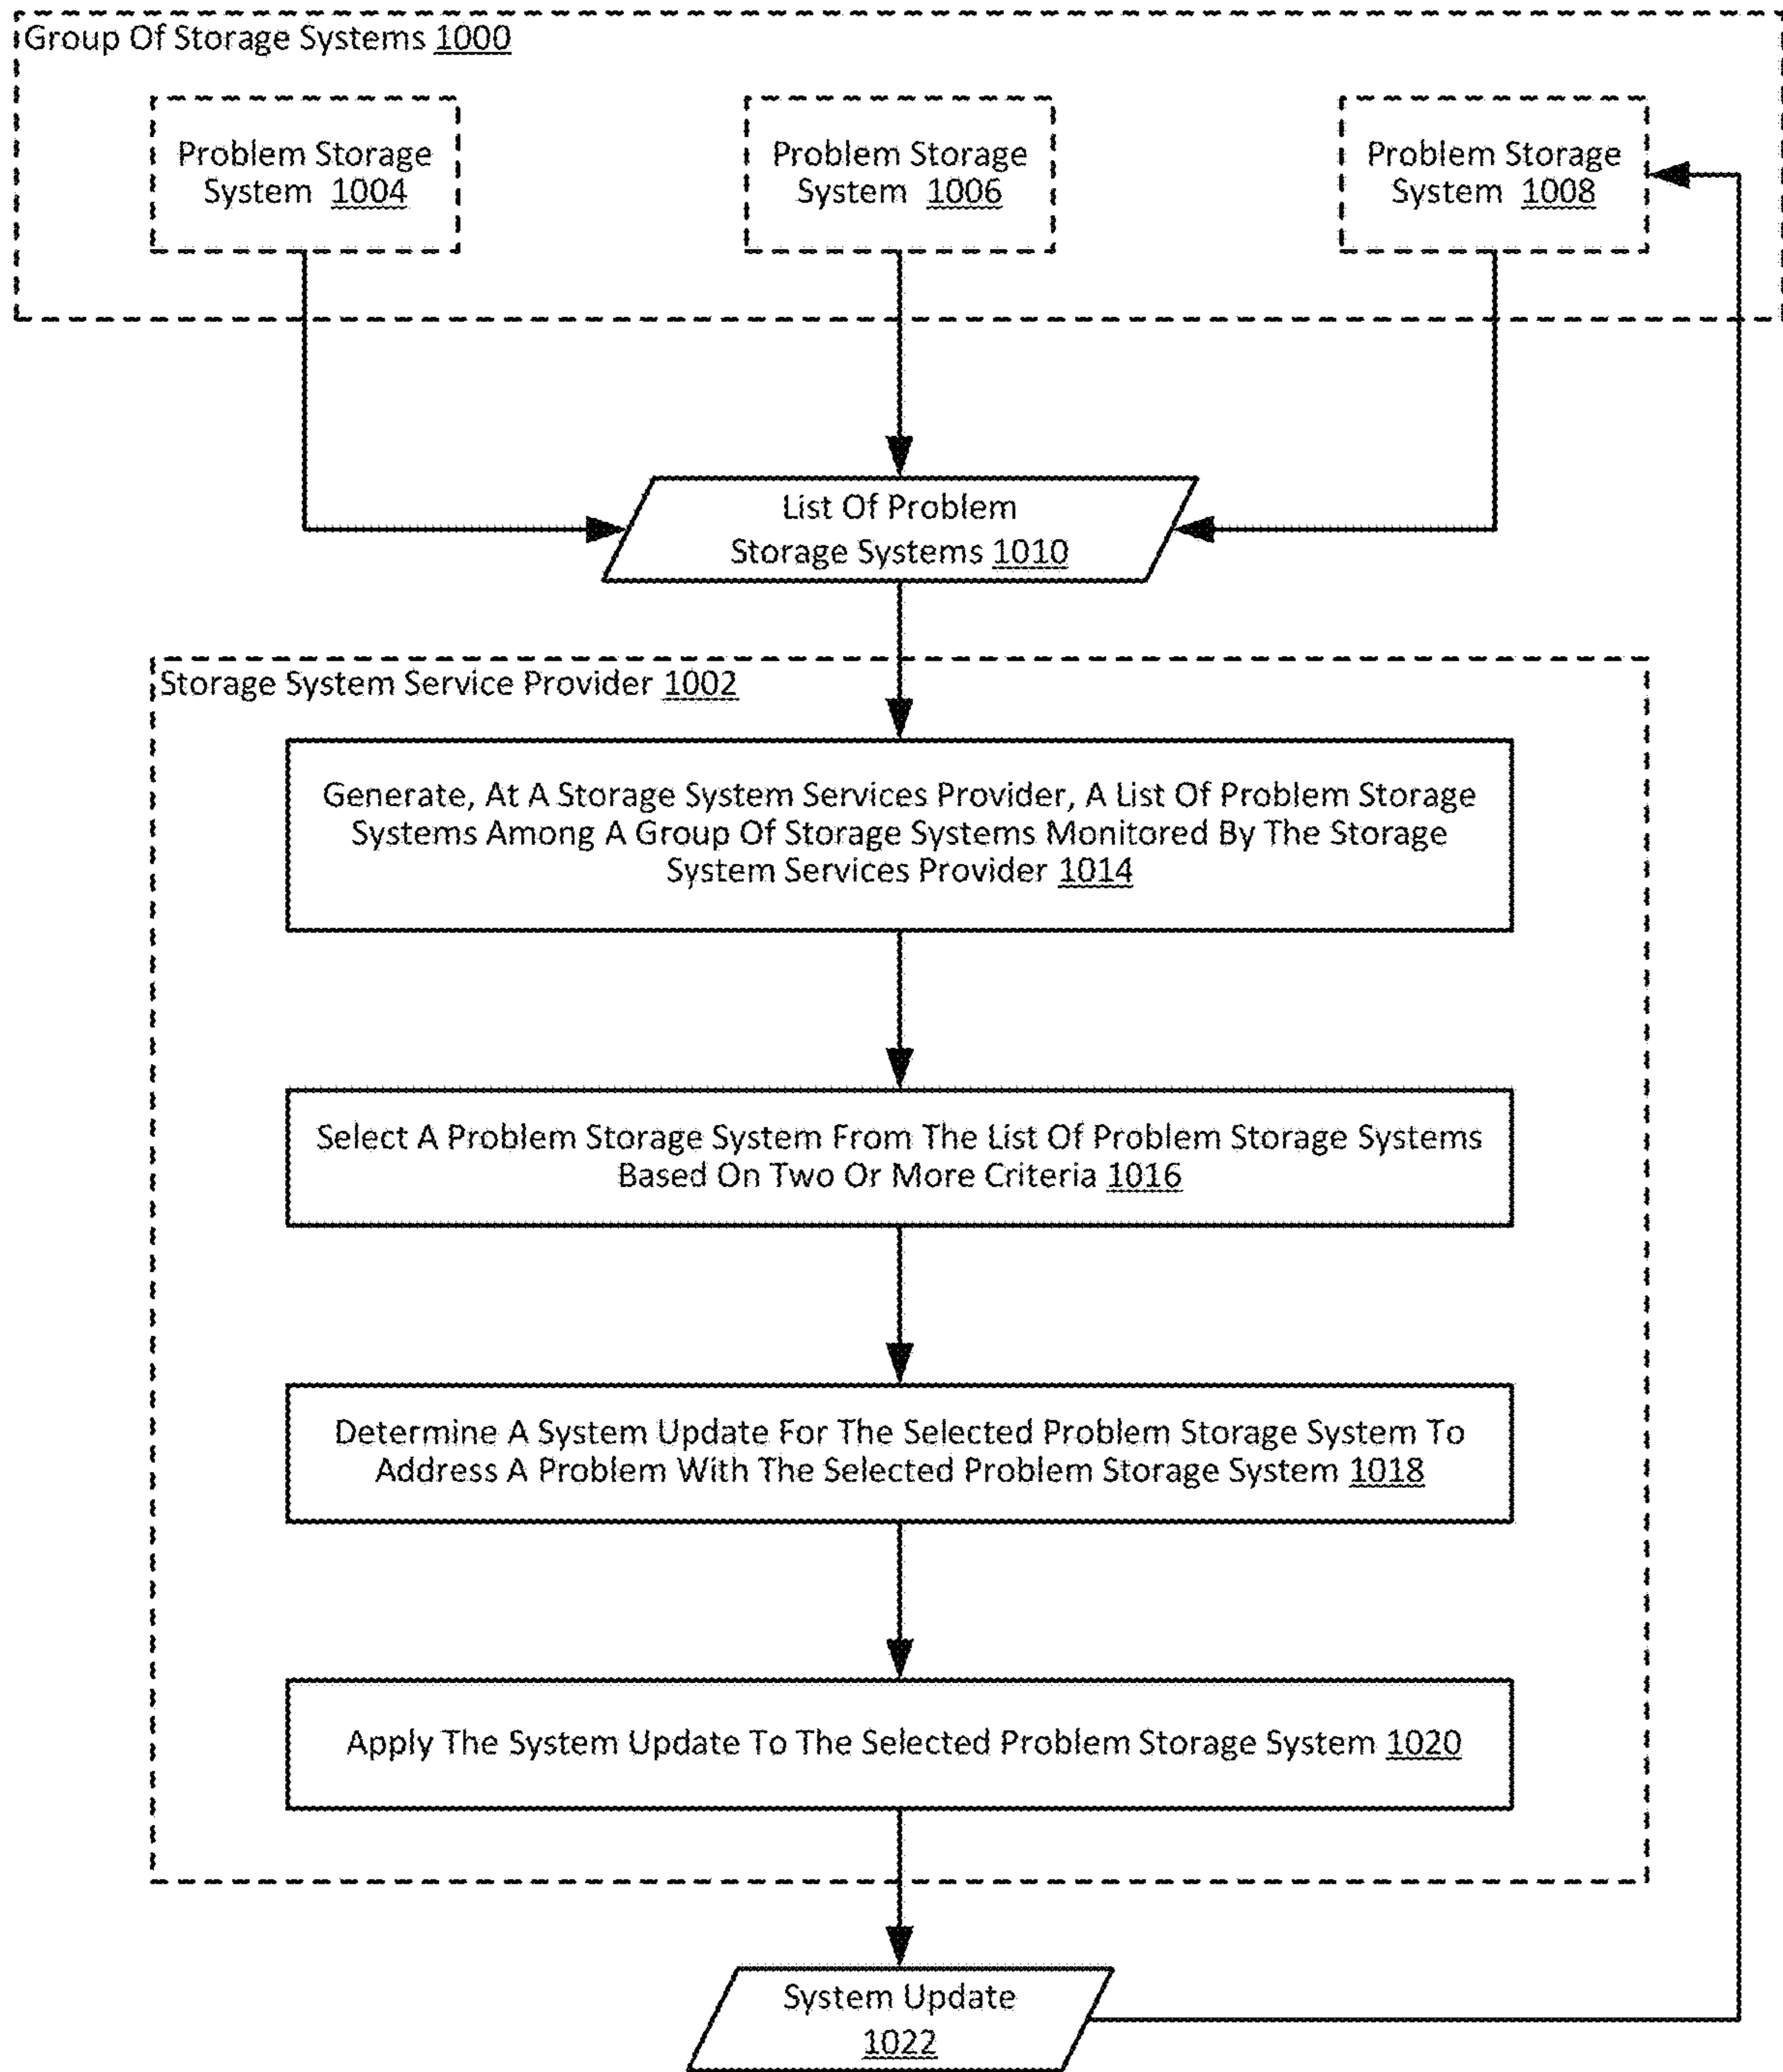 Group Of Storage Systems 1000
Problem Storage
System 1004
Problem Storage
System 1006
Problem Storage
System 1008
List Of Problem
Storage Systems 1010
Storage System Service Provider 1002
Generate, At A Storage System Services Provider, A List Of Problem Storage
Systems Among A Group Of Storage Systems Monitored By The Storage
System Services Provider 1014
Select A Problem Storage System From The List Of Problem Storage Systems
Based On Two Or More Criteria 1016
Determine A System Update For The Selected Problem Storage System To
Address A Problem With The Selected Problem Storage System 1018
Apply The System Update To The Selected Problem Storage System 1020
System Update
1022